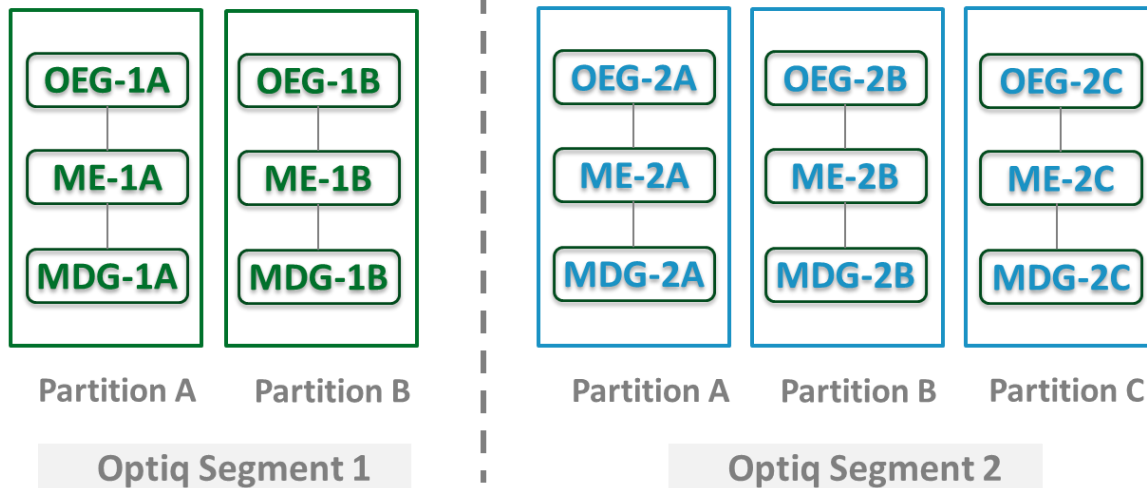 OEG-1A
ME-1A
MDG-1A
Partition A
OEG-1B
ME-1B
MDG-1B
Partition B
Optiq Segment 1
OEG-2A
ME-2A
MDG-2A
Partition A
OEG-2B
ME-2B
MDG-2B
Partition B
OEG-2C
ME-2C
MDG-2C
Partition C
Optiq Segment 2